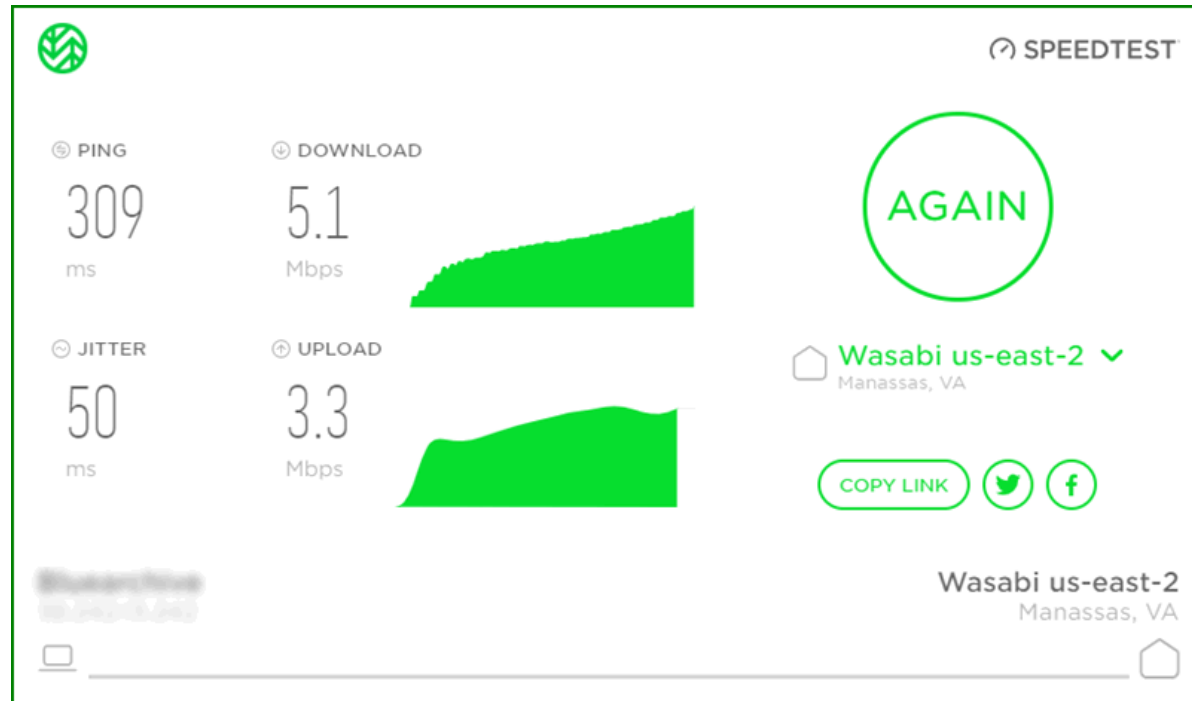 SPEEDTEST
PING
309
ms
DOWNLOAD
5.1
Mbps
AGAIN
JITTER
50
ms
UPLOAD
3.3
Mbps
Wasabi us-east-2
Manassas, VA
COPY LINK
Wasabi us-east-2
Manassas, VA